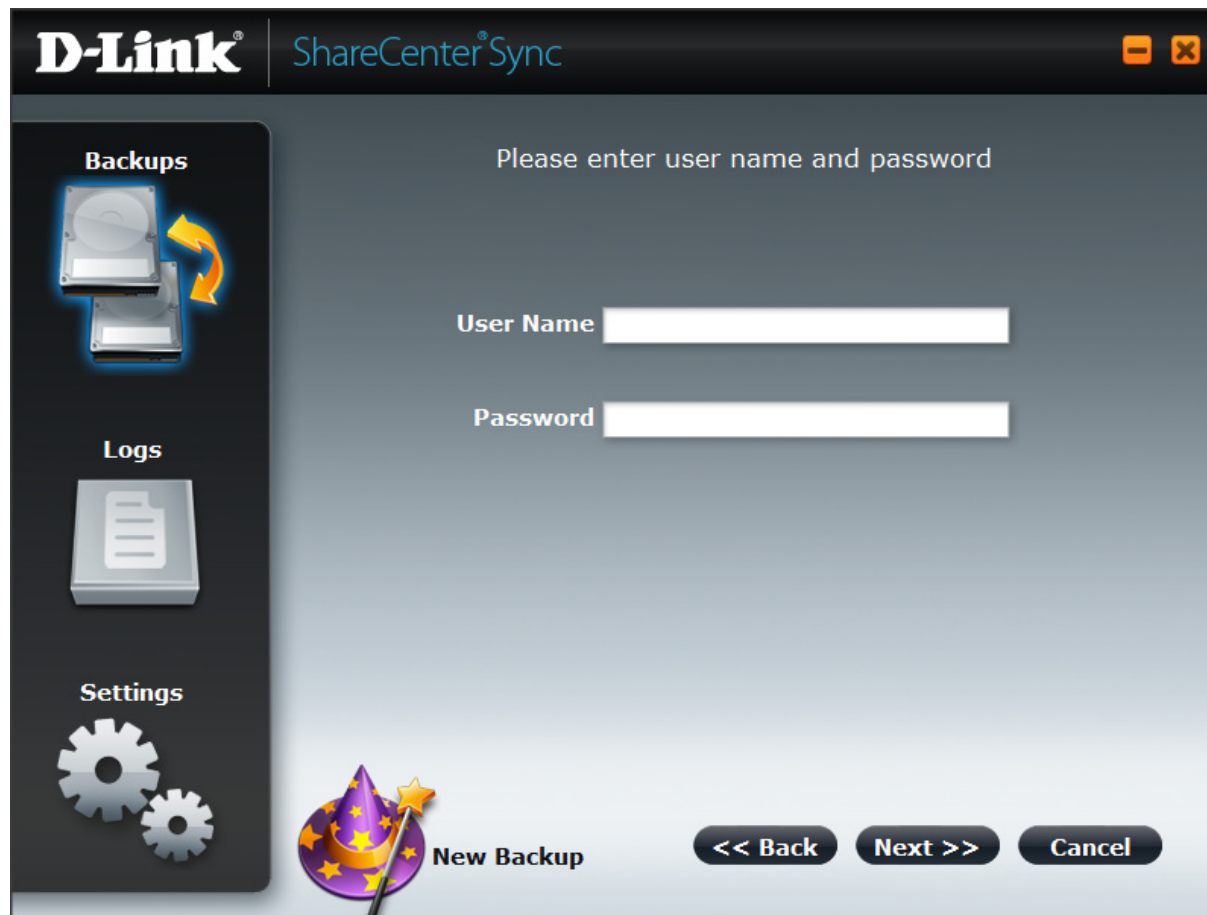 D-Link® ShareCenter® Sync
Backups
Please enter user name and password
User Name
Password
Logs
Settings
New Backup
<< Back
Next >>
Cancel